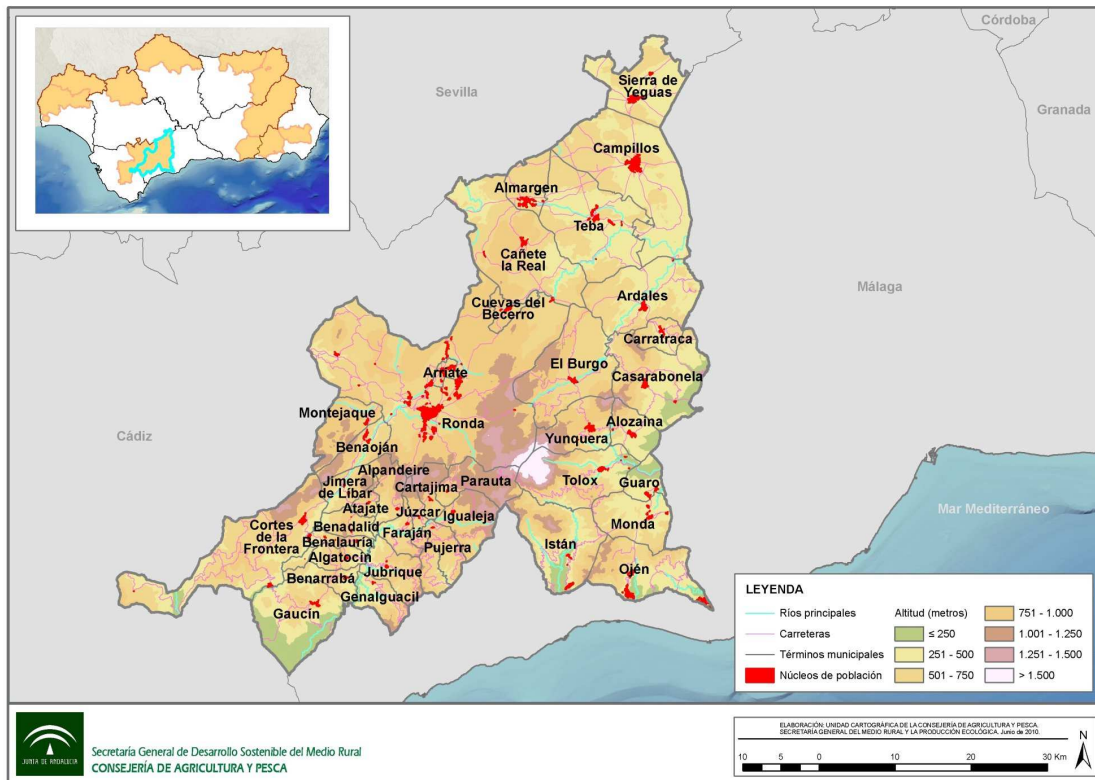 Córdoba
Sevilla
Granada
Sierra de
Yeguas
Campillos
Almargen
Teba
Cañete
la Real
Málaga
Ardales
Cuevas del
Becerro
Carratraca
El Burgo
Arriate
Casarabonela
Montejaque
Ronda
Alozaina
Cádiz
Yunquera
Benaoján
Alpandeire
Jimera
de Líbar
Cartajima
Parauta
Tolox
Guaro
Atajate
Júzcar
Igualeja
Mar Mediterráneo
Cortes
de la
Frontera
Benadalid
Faraján
Monda
Benalauría
Pujerra
Istán
Algatocín
Jubrique
Ojén
Benarrabá
Genalguacil
Gaucín
LEYENDA
Ríos principales
Carreteras
Términos municipales
Núcleos de población
Altitud (metros)
≤ 250
251 - 500
501 - 750
751 - 1.000
1.001 - 1.250
1.251 - 1.500
> 1.500
JUNTA DE ANDALUCIA
Secretaría General de Desarrollo Sostenible del Medio Rural
CONSEJERÍA DE AGRICULTURA Y PESCA
ELABORACIÓN: UNIDAD CARTOGRÁFICA DE LA CONSEJERÍA DE AGRICULTURA Y PESCA.
SECRETARÍA GENERAL DEL MEDIO RURAL Y LA PRODUCCIÓN ECOLÓGICA, Junio de 2010.
10 0 10 20 30 Km
N